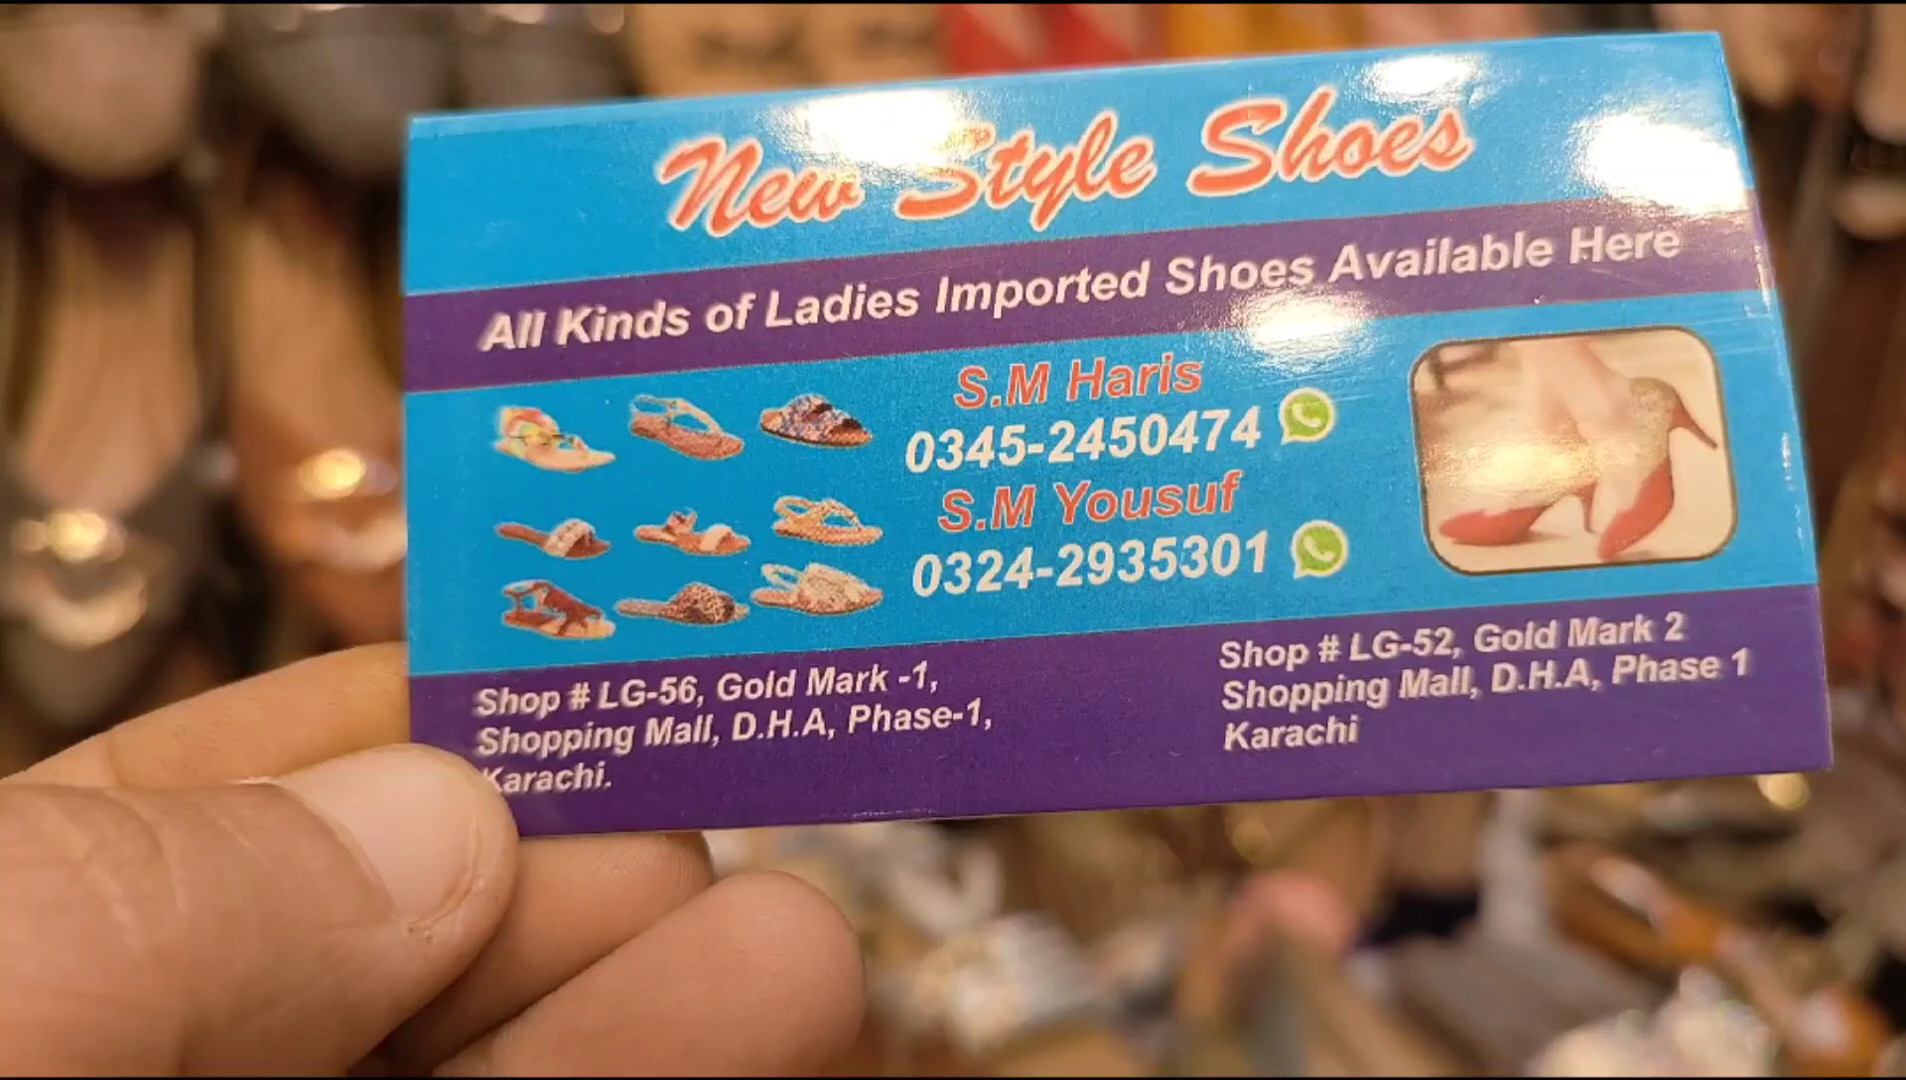 New Style Shoes
All Kinds of Ladies Imported Shoes Available Here
S.M Haris
0345-2450474
S.M Yousuf
0324-2935301
Shop # LG-56, Gold Mark -1,
Shopping Mall, D.H.A, Phase-1,
Karachi.
Shop # LG-52, Gold Mark 2
Shopping Mall, D.H.A, Phase 1
Karachi